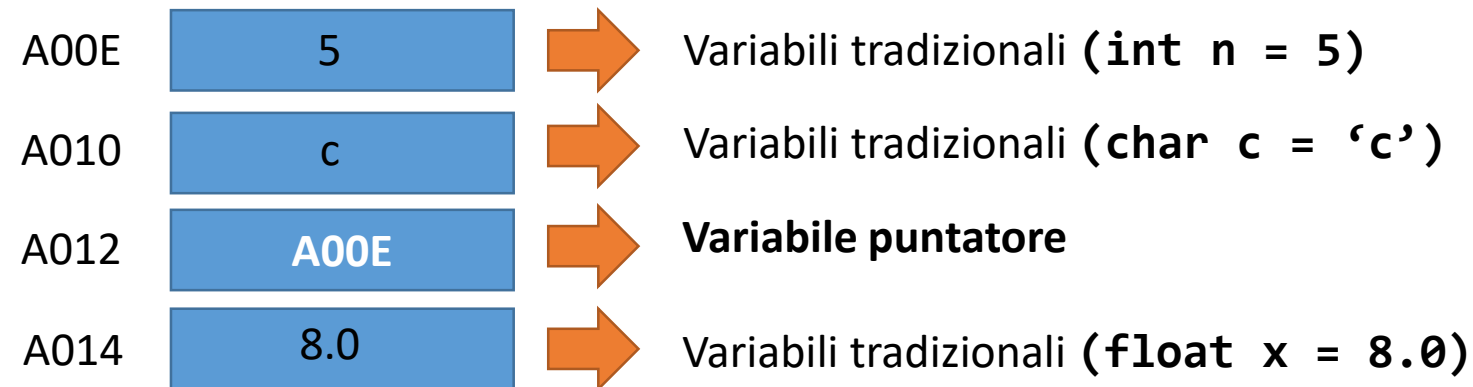 A00E 5 Variabili tradizionali (int n = 5)
A010 c Variabili tradizionali (char c = ‘c’)
A012 A00E Variabile puntatore
A014 8.0 Variabili tradizionali (float x = 8.0)